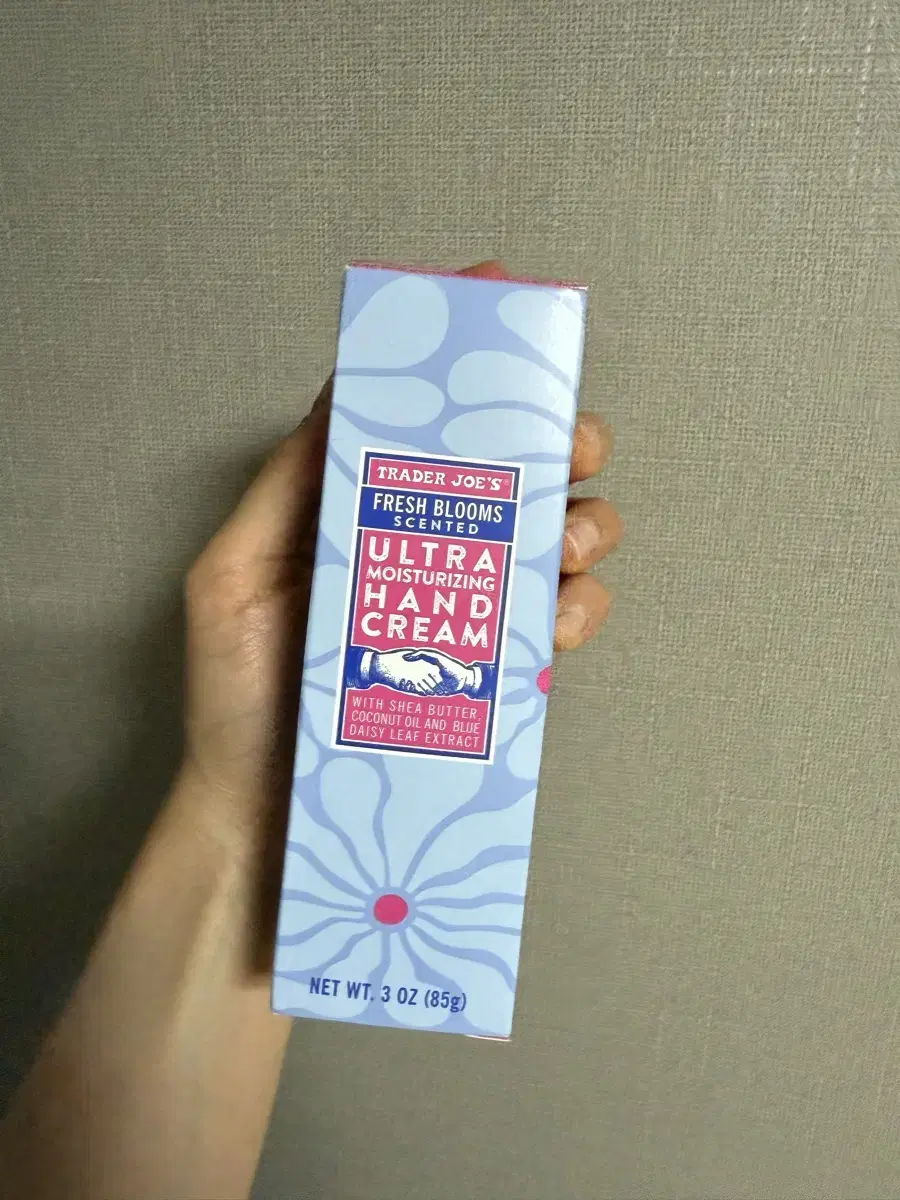 TRADER JOE'S®
FRESH BLOOMS
SCENTED
ULTRA
MOISTURIZING
HAND
CREAM
WITH SHEA BUTTER,
COCONUT OIL AND BLUE
DAISY LEAF EXTRACT
NET WT. 3 OZ (85g)